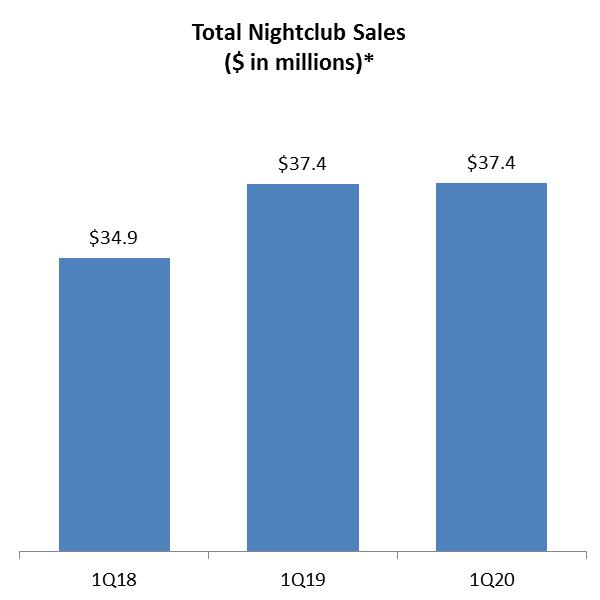 Total Nightclub Sales
($ in millions)*
$34.9
$37.4
$37.4
1Q18
1Q19
1Q20